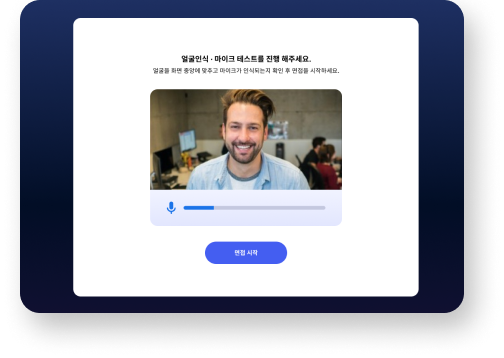 얼굴인식 · 마이크 테스트를 진행 해주세요.
얼굴을 화면 중앙에 맞추고 마이크가 인식되는지 확인 후 면접을 시작하세요.
면접 시작